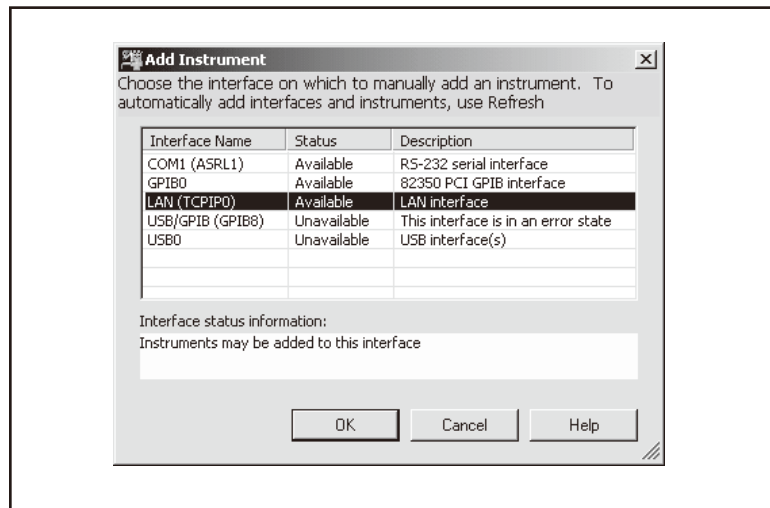 Add Instrument
Choose the interface on which to manually add an instrument. To
automatically add interfaces and instruments, use Refresh
Interface Name Status Description
COM1 (ASRL1) Available RS-232 serial interface
GPIB0 Available 82350 PCI GPIB interface
LAN (TCPIP0) Available LAN interface
USB/GPIB (GPIB8) Unavailable This interface is in an error state
USB0 Unavailable USB interface(s)
Interface status information:
Instruments may be added to this interface
OK Cancel Help